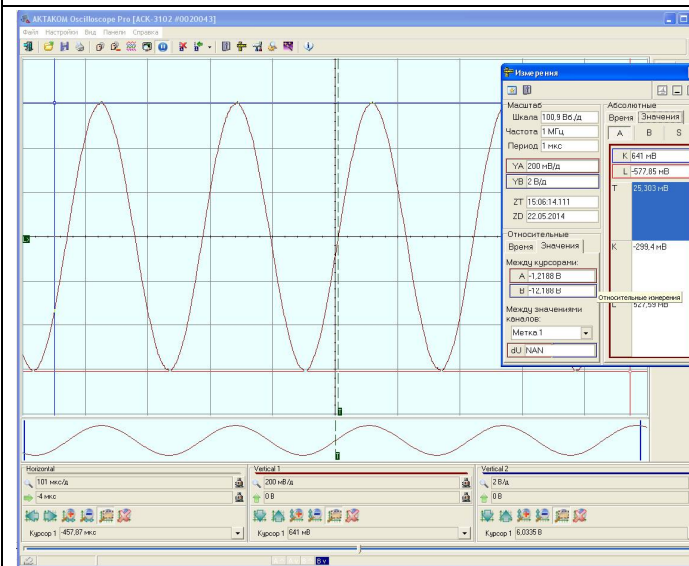 AKTAKOM Oscilloscope Pro [ACK-3102 #0020043]
Файл Настройки Вид Панели Справка
Измерения
Масштаб
Шкала 100,9 Вб./д
Частота 1 МГц
Период 1 мкс
YA 200 мВ/д
YB 2 В/д
ZT 15:06:14.111
ZD 22.05.2014
Относительные
Время Значения
Между курсорами:
A -1,2188 В
B -12,188 В
Между значениями
каналов:
Метка 1
dU NAN
Абсолютные
Время Значения
A B S
K 641 мВ
L -577,85 мВ
T 25,303 мВ
K -299,4 мВ
Относительные измерения
L 527,59 мВ
Horizontal
101 мкс/д
-4 мкс
Курсор 1 -457,87 мкс
Vertical 1
200 мВ/д
0 В
Курсор 1 641 мВ
Vertical 2
2 В/д
0 В
Курсор 1 6,0335 В